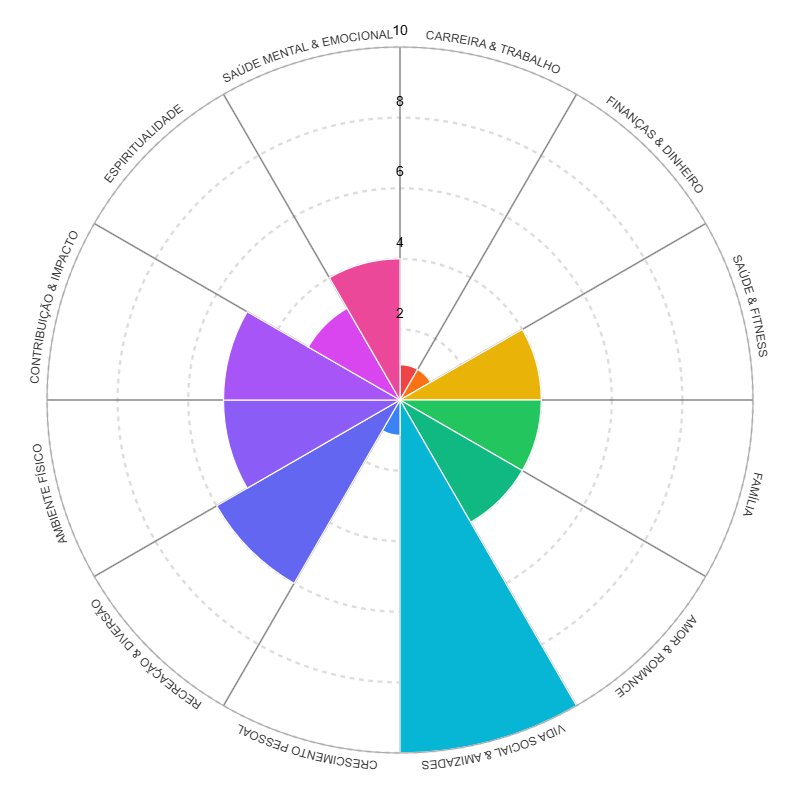 10
8
6
4
2
CARREIRA & TRABALHO
FINANÇAS & DINHEIRO
SAÚDE & FITNESS
FAMÍLIA
AMOR & ROMANCE
VIDA SOCIAL & AMIZADES
CRESCIMENTO PESSOAL
RECREAÇÃO & DIVERSÃO
AMBIENTE FÍSICO
CONTRIBUIÇÃO & IMPACTO
ESPIRITUALIDADE
SAÚDE MENTAL & EMOCIONAL